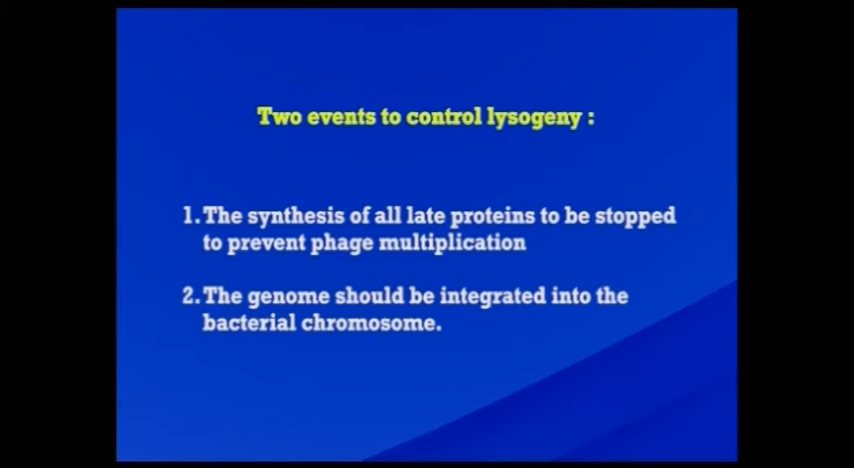 Two events to control lysogeny :
1. The synthesis of all late proteins to be stopped
to prevent phage multiplication
2. The genome should be integrated into the
bacterial chromosome.